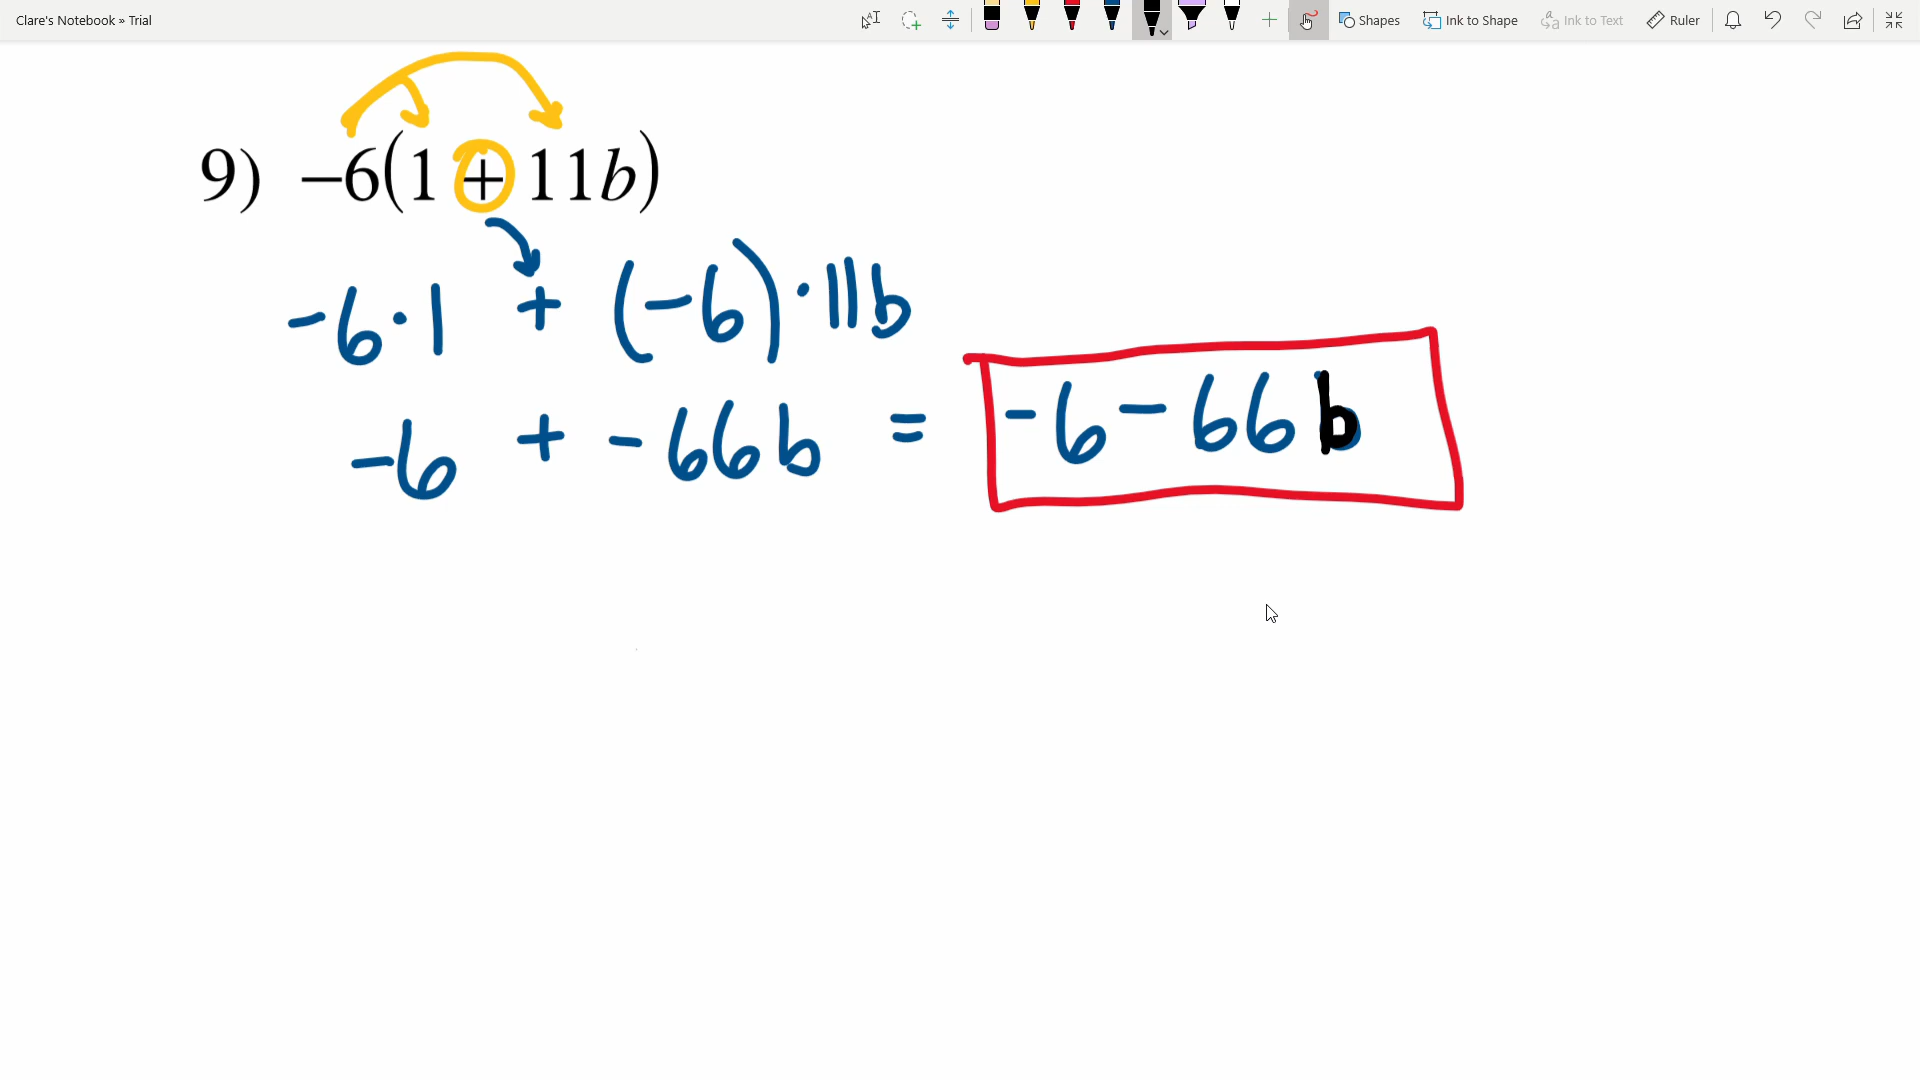 Clare's Notebook » Trial
Shapes Ink to Shape Ink to Text Ruler
9) −6(1 + 11b)
-6·1 + (-6)·11b
-6 + -66b = -6-66b